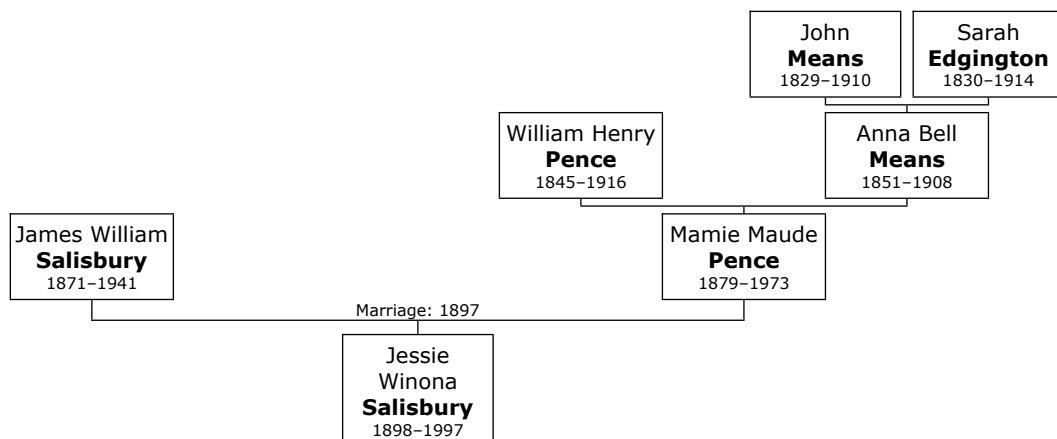 John
Means
1829–1910
Sarah
Edgington
1830–1914
William Henry
Pence
1845–1916
Anna Bell
Means
1851–1908
James William
Salisbury
1871–1941
Mamie Maude
Pence
1879–1973
Marriage: 1897
Jessie
Winona
Salisbury
1898–1997